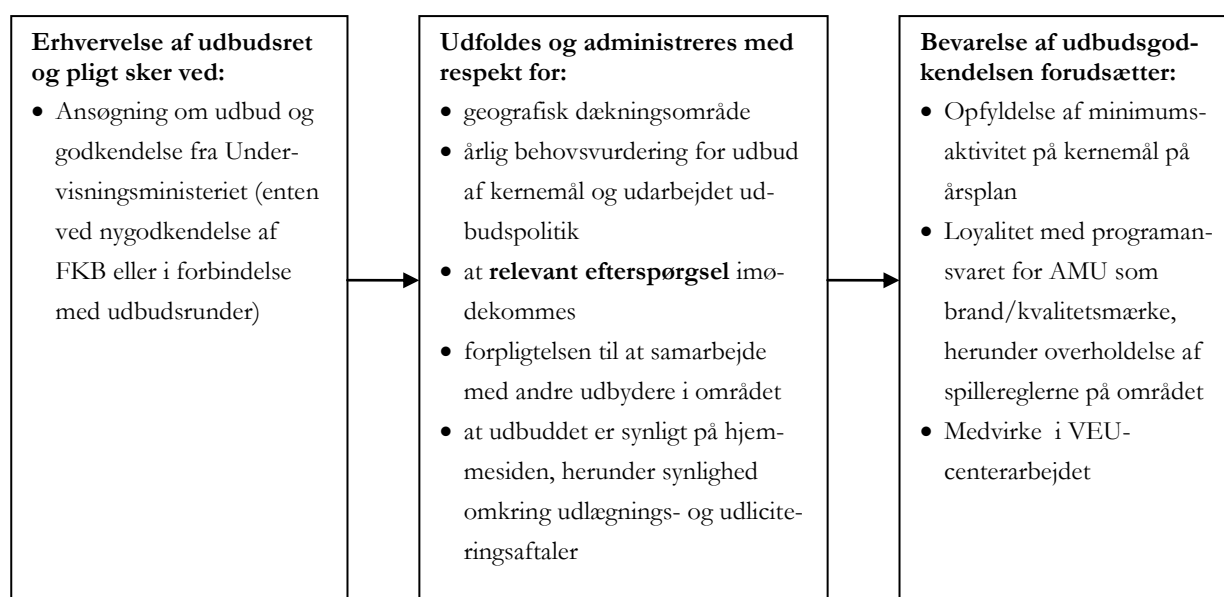 Erhvervelse af udbudsret
og pligt sker ved:
• Ansøgning om udbud og
godkendelse fra Under-
visningsministeriet (enten
ved nygodkendelse af
FKB eller i forbindelse
med udbudsrunder)
Udfoldes og administreres med
respekt for:
• geografisk dækningsområde
• årlig behovsvurdering for udbud
af kernemål og udarbejdet ud-
budspolitik
• at relevant efterspørgsel imø-
dekommes
• forpligtelsen til at samarbejde
med andre udbydere i området
• at udbuddet er synligt på hjem-
mesiden, herunder synlighed
omkring udlægnings- og udlicite-
ringsaftaler
Bevarelse af udbudsgod-
kendelsen forudsætter:
• Opfyldelse af minimums-
aktivitet på kernemål på
årsplan
• Loyalitet med programan-
svaret for AMU som
brand/kvalitetsmærke,
herunder overholdelse af
spillereglerne på området
• Medvirke i VEU-
centerarbejdet